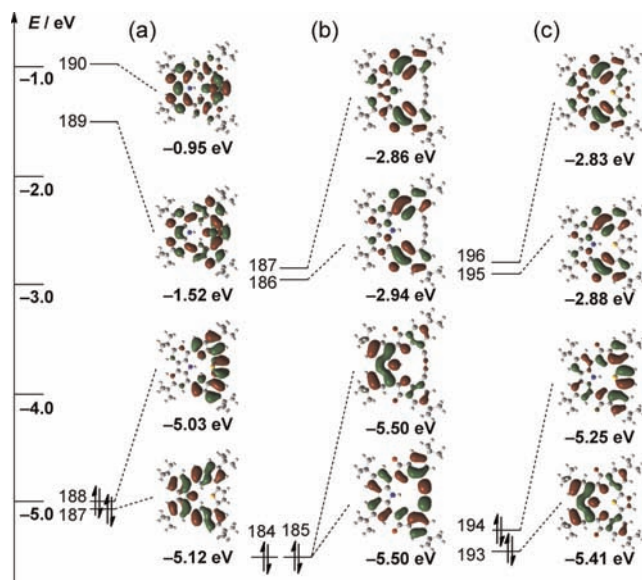 E / eV
(a)
(b)
(c)
190
–1.0
189
–0.95 eV
–2.86 eV
–2.83 eV
–2.0
187
186
196
195
–3.0
–1.52 eV
–2.94 eV
–2.88 eV
–4.0
–5.03 eV
–5.50 eV
–5.25 eV
188
187
–5.0
184 185
194
193
–5.12 eV
–5.50 eV
–5.41 eV